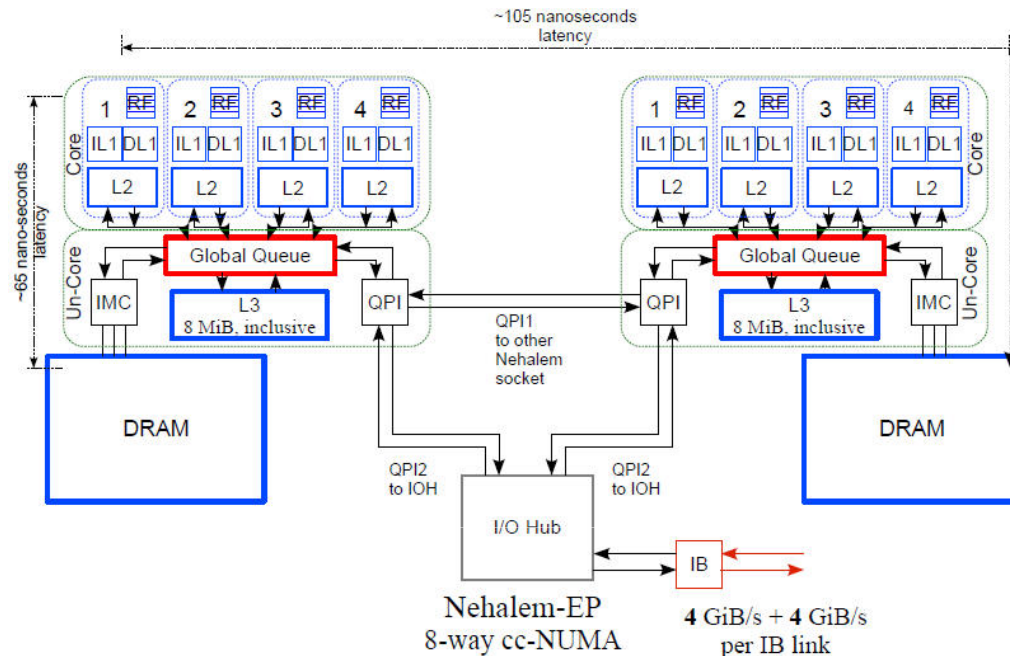 ~105 nanoseconds
latency
~65 nano-seconds
latency
Core
1
RF
2
RF
3
RF
4
RF
IL1
DL1
IL1
DL1
IL1
DL1
IL1
DL1
L2
L2
L2
L2
Un-Core
Global Queue
IMC
L3
8 MiB, inclusive
QPI
DRAM
1
RF
2
RF
3
RF
4
RF
Core
IL1
DL1
IL1
DL1
IL1
DL1
IL1
DL1
L2
L2
L2
L2
Global Queue
QPI
L3
8 MiB, inclusive
IMC
Un-Core
DRAM
QPI1
to other
Nehalem
socket
QPI2
to IOH
QPI2
to IOH
I/O Hub
IB
Nehalem-EP
8-way cc-NUMA
4 GiB/s + 4 GiB/s
per IB link